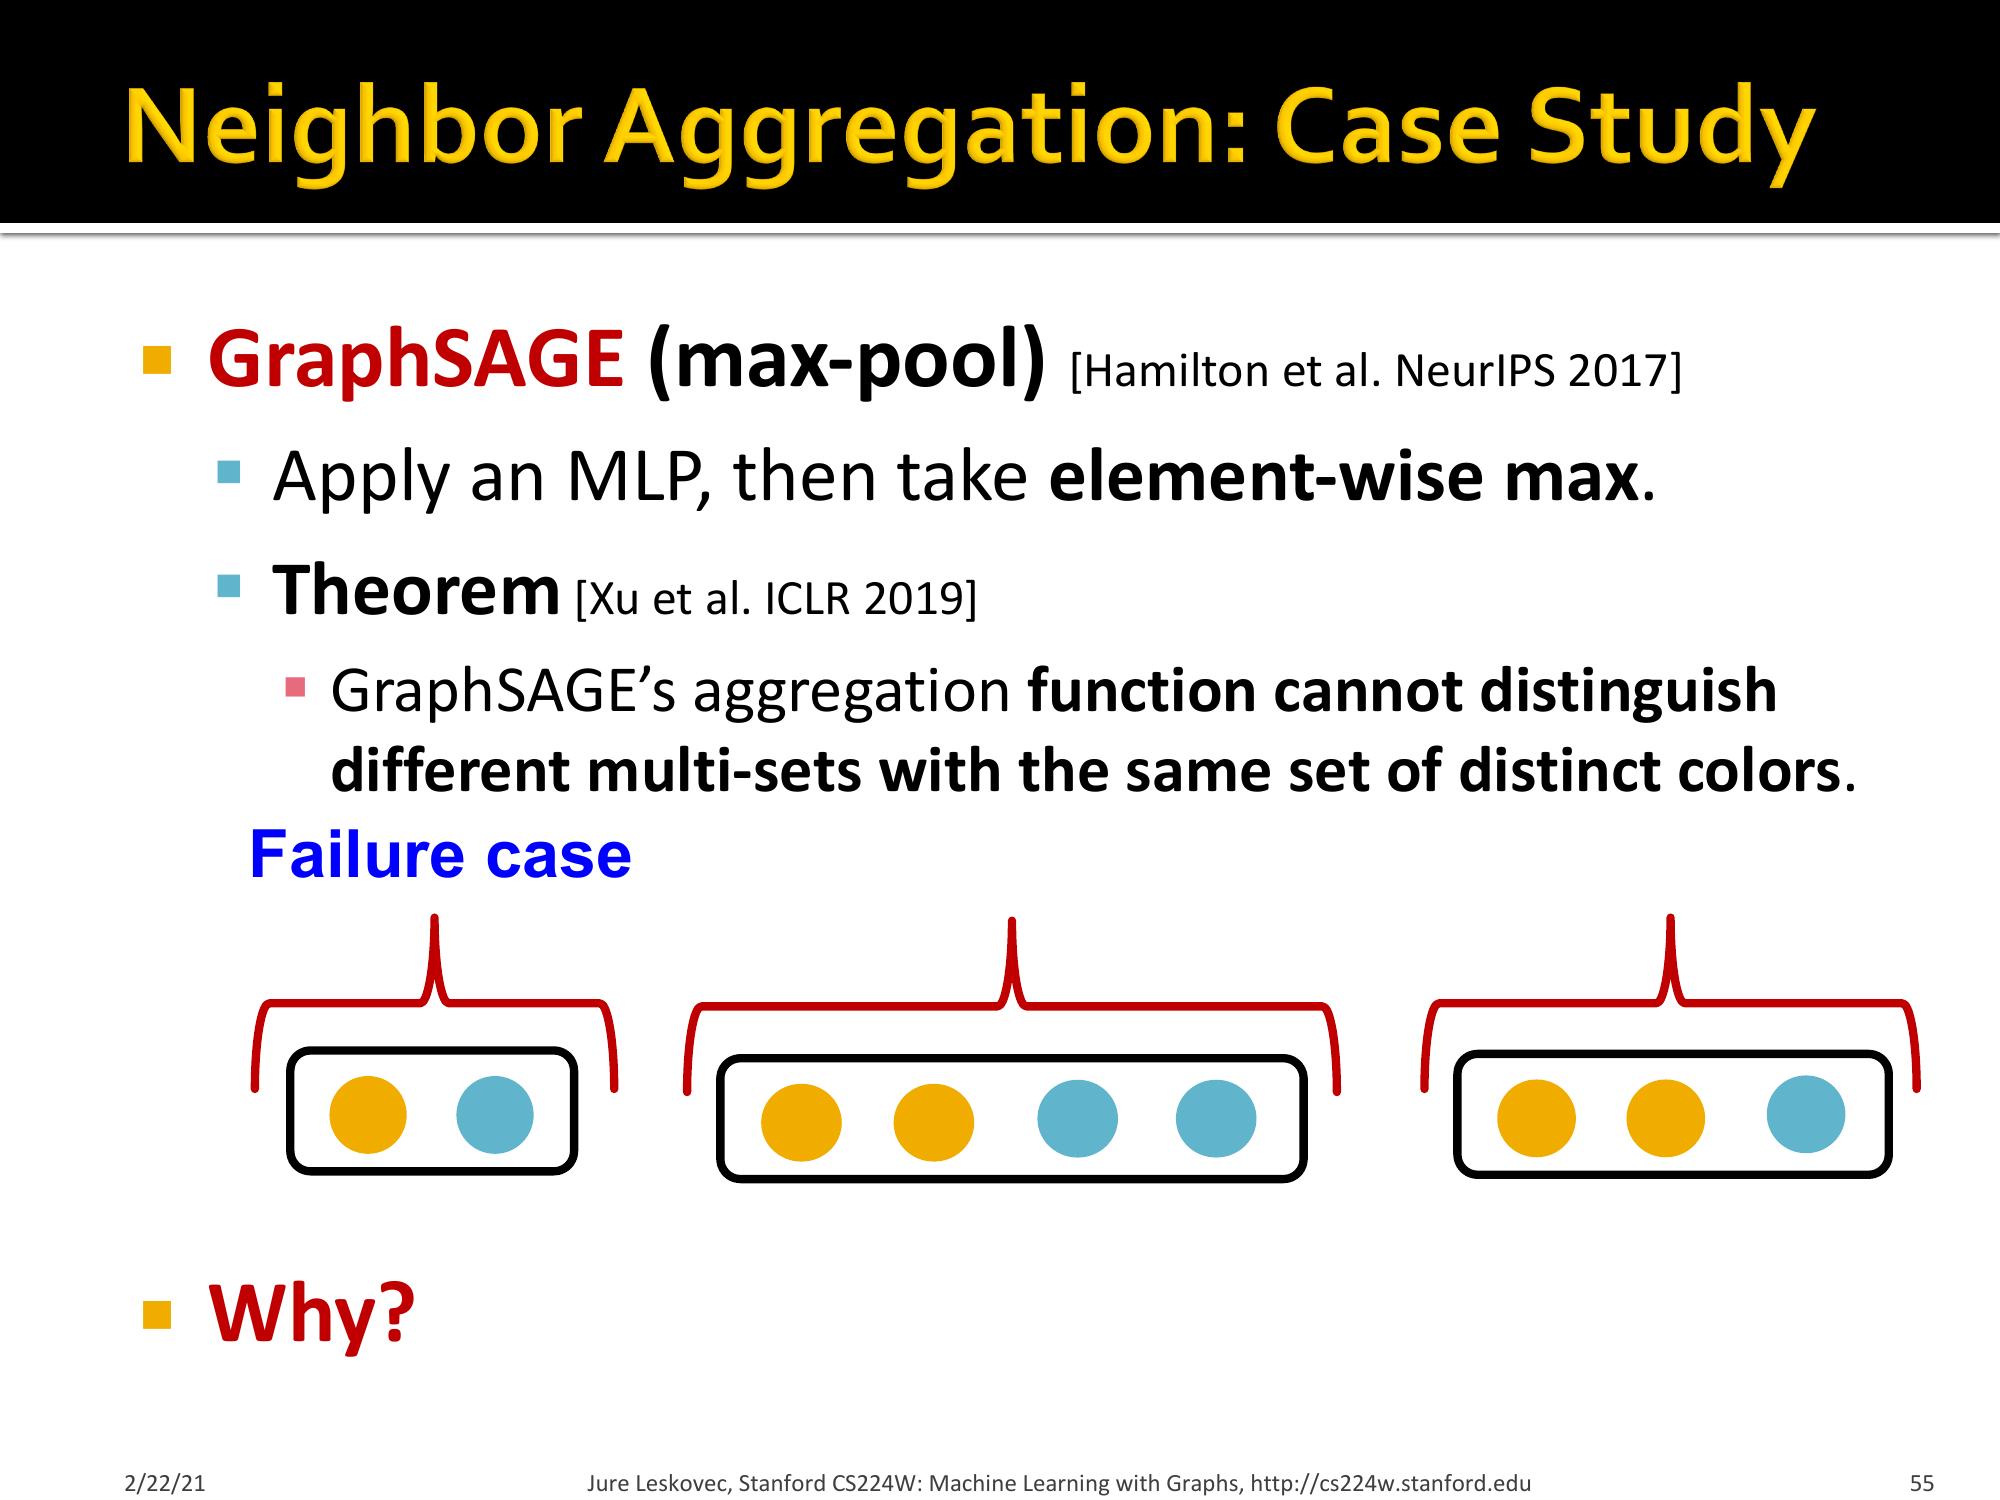 Neighbor Aggregation: Case Study
GraphSAGE (max-pool) [Hamilton et al. NeurIPS 2017]
Apply an MLP, then take element-wise max.
Theorem [Xu et al. ICLR 2019]
GraphSAGE’s aggregation function cannot distinguish
different multi-sets with the same set of distinct colors.
Failure case
Why?
2/22/21
Jure Leskovec, Stanford CS224W: Machine Learning with Graphs, http://cs224w.stanford.edu
55